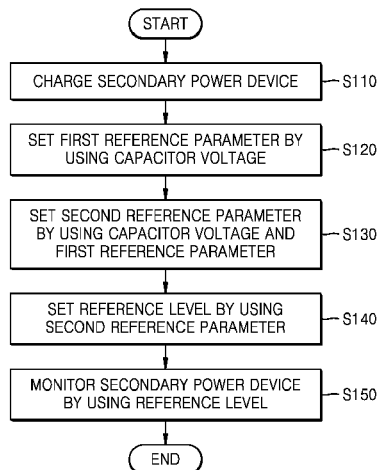 START
CHARGE SECONDARY POWER DEVICE
S110
SET FIRST REFERENCE PARAMETER BY
USING CAPACITOR VOLTAGE
S120
SET SECOND REFERENCE PARAMETER
BY USING CAPACITOR VOLTAGE AND
FIRST REFERENCE PARAMETER
S130
SET REFERENCE LEVEL BY USING
SECOND REFERENCE PARAMETER
S140
MONITOR SECONDARY POWER DEVICE
BY USING REFERENCE LEVEL
S150
END